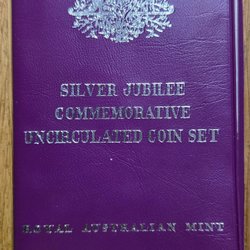 SILVER JUBILEE
COMMEMORATIVE
UNCIRCULATED COIN SET
ROYAL AUSTRALIAN MINT